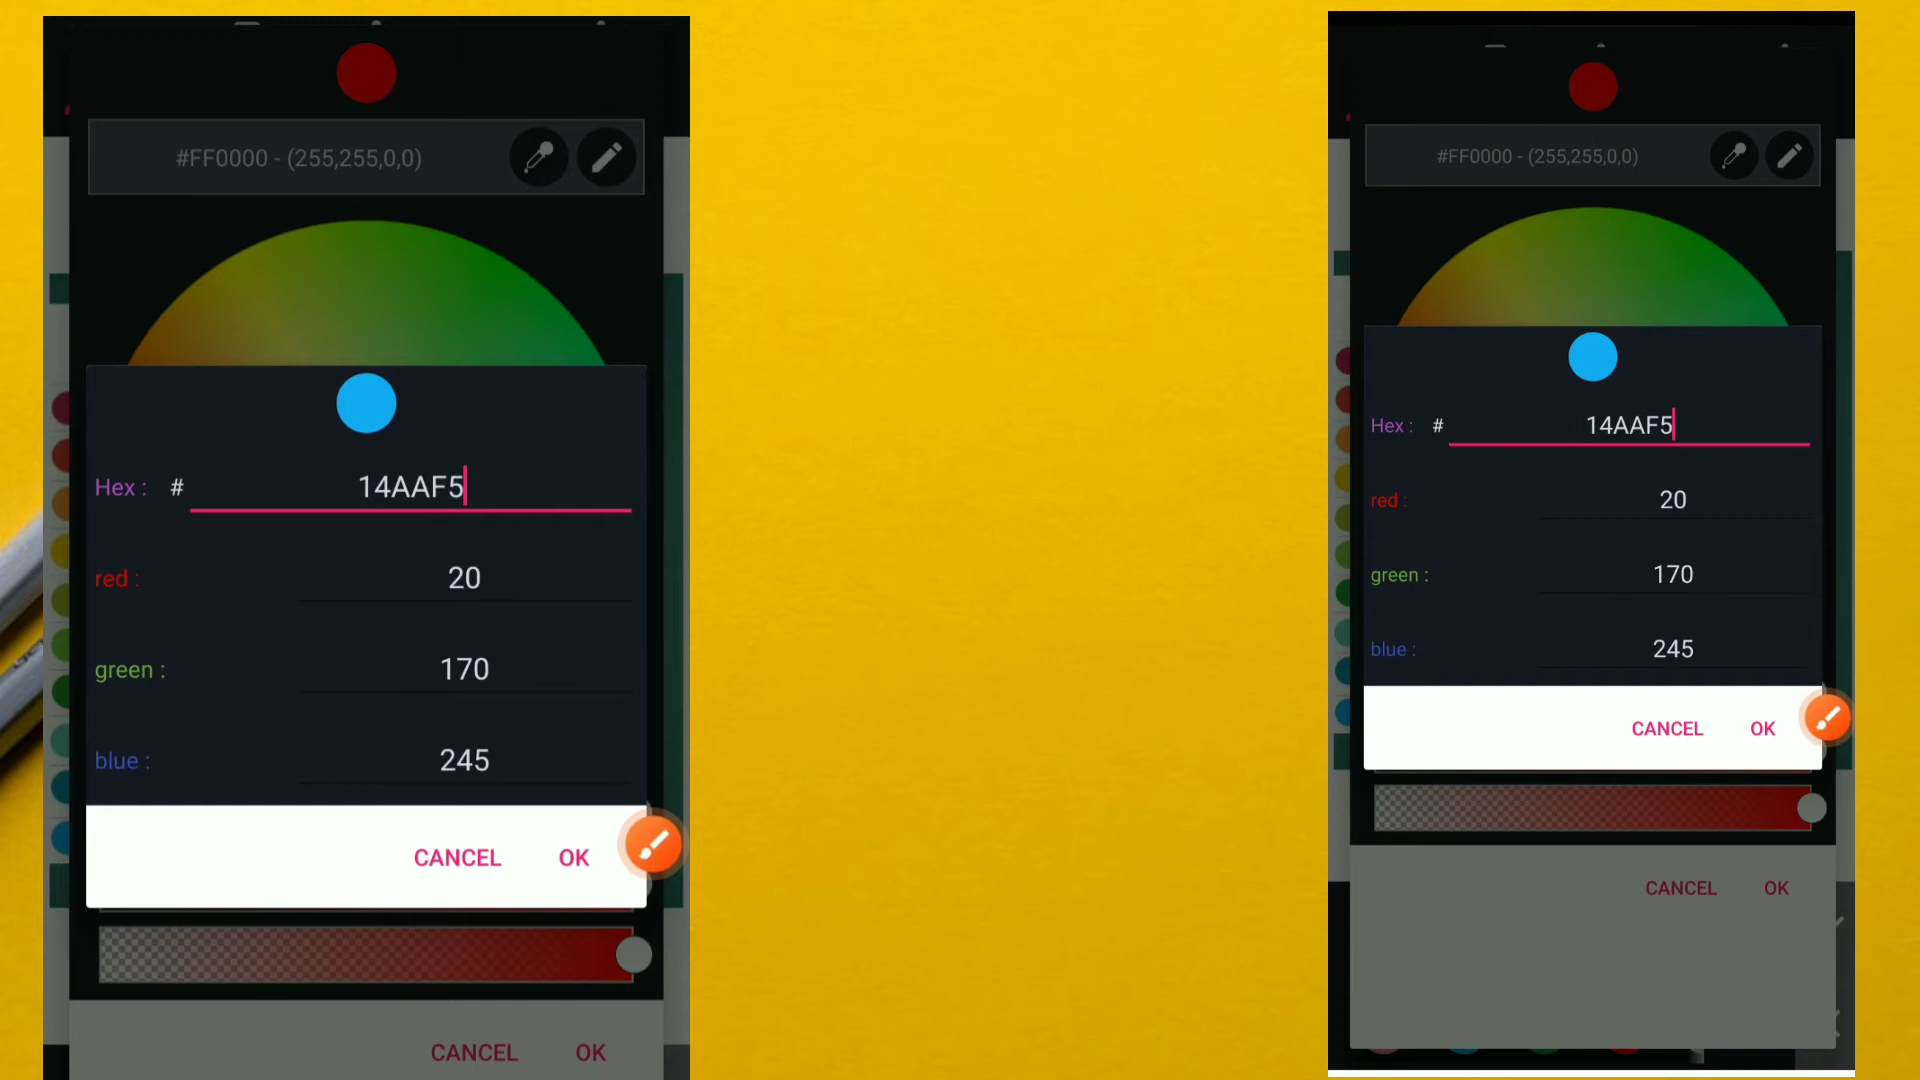 #FF0000 - (255,255,0,0)
Hex : # 14AAF5
red : 20
green : 170
blue : 245
CANCEL OK
CANCEL OK
#FF0000 - (255,255,0,0)
Hex : # 14AAF5
red : 20
green : 170
blue : 245
CANCEL OK
CANCEL OK